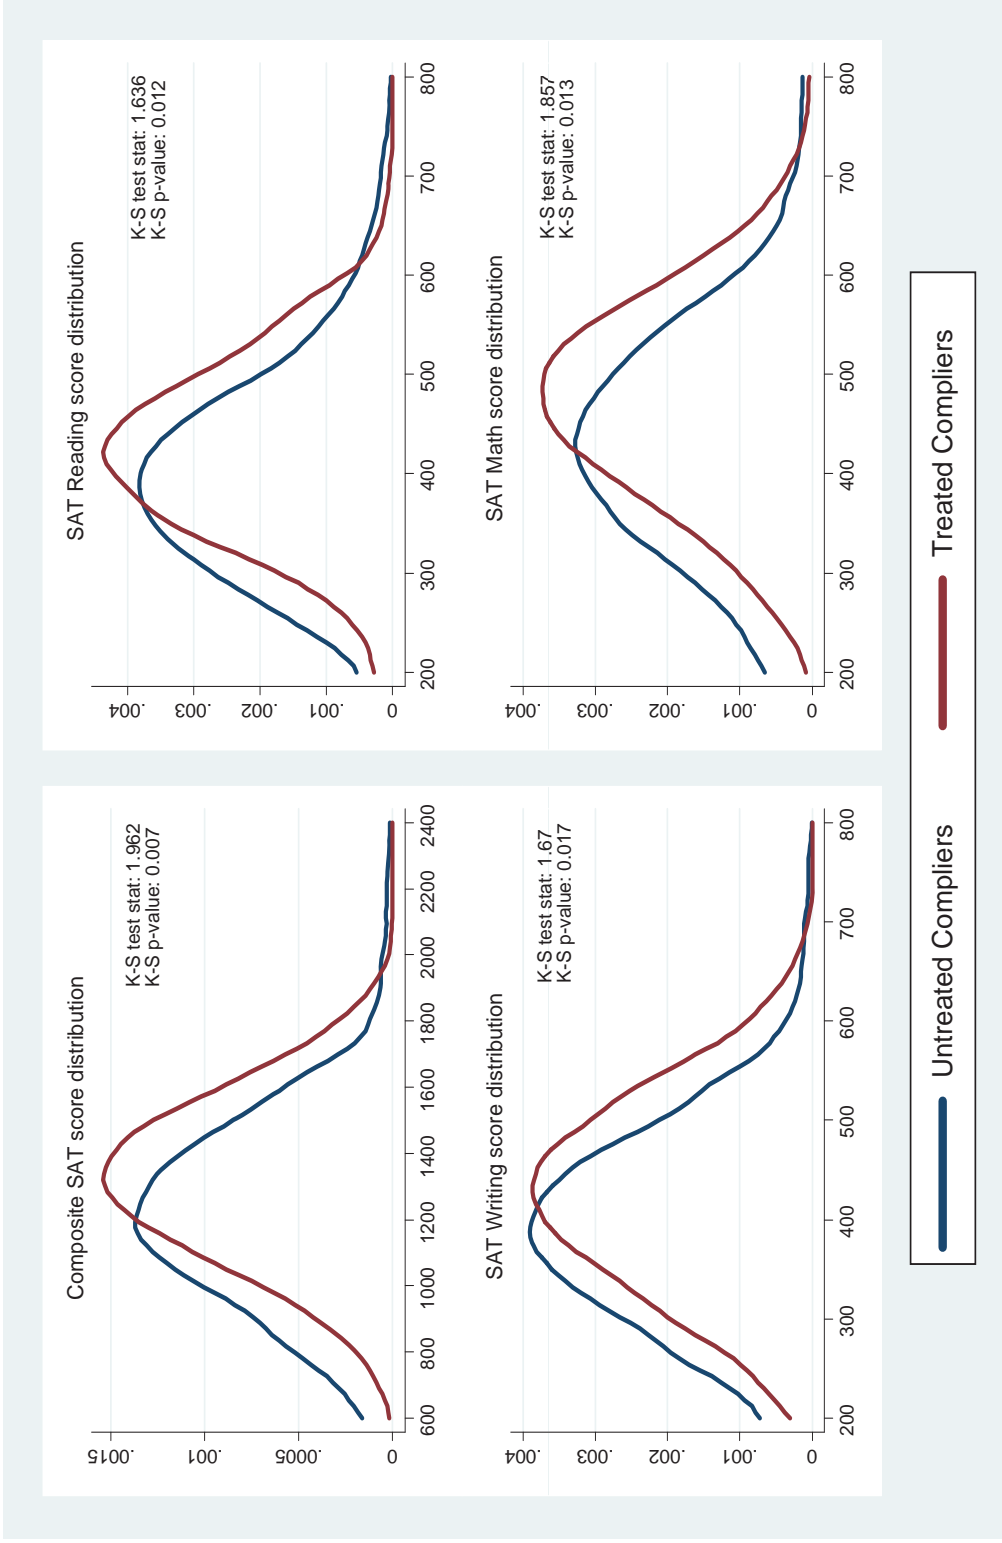 Composite SAT score distribution
K-S test stat: 1.962
K-S p-value: 0.007
0 .0005 .001 .0015
600 800 1000 1200 1400 1600 1800 2000 2200 2400
SAT Reading score distribution
K-S test stat: 1.636
K-S p-value: 0.012
0 .001 .002 .003 .004
200 300 400 500 600 700 800
SAT Writing score distribution
K-S test stat: 1.67
K-S p-value: 0.017
0 .001 .002 .003 .004
200 300 400 500 600 700 800
SAT Math score distribution
K-S test stat: 1.857
K-S p-value: 0.013
0 .001 .002 .003 .004
200 300 400 500 600 700 800
Untreated Compliers Treated Compliers